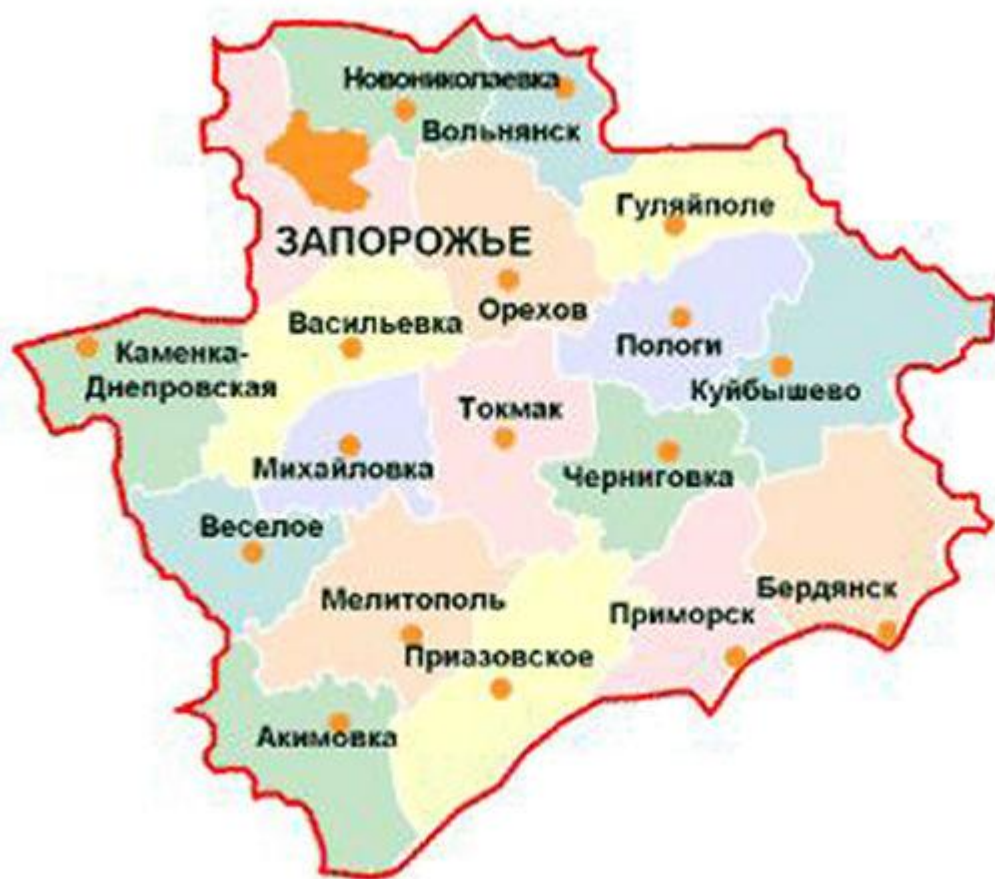 Новониколаевка
Вольнянск
Гуляйполе
ЗАПОРОЖЬЕ
Орехов
Васильевка
Пологи
Каменка-
Днепровская
Куйбышево
Токмак
Михайловка
Черниговка
Веселое
Бердянск
Мелитополь
Приморск
Приазовское
Акимовка